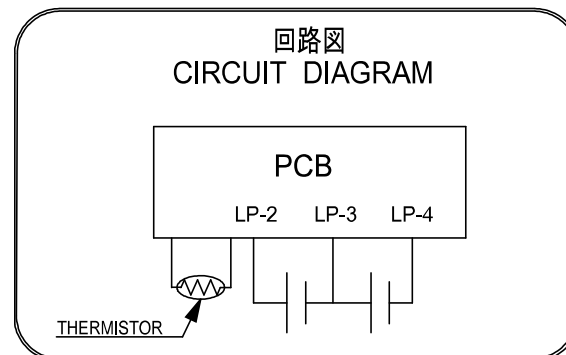 回路図
CIRCUIT DIAGRAM
PCB
LP-2 LP-3 LP-4
THERMISTOR